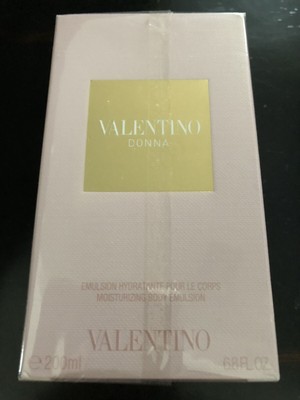 VALENTINO
DONNA
EMULSION HYDRATANTE POUR LE CORPS
MOISTURIZING BODY EMULSION
VALENTINO
℮200ml 6.8 FL.OZ.